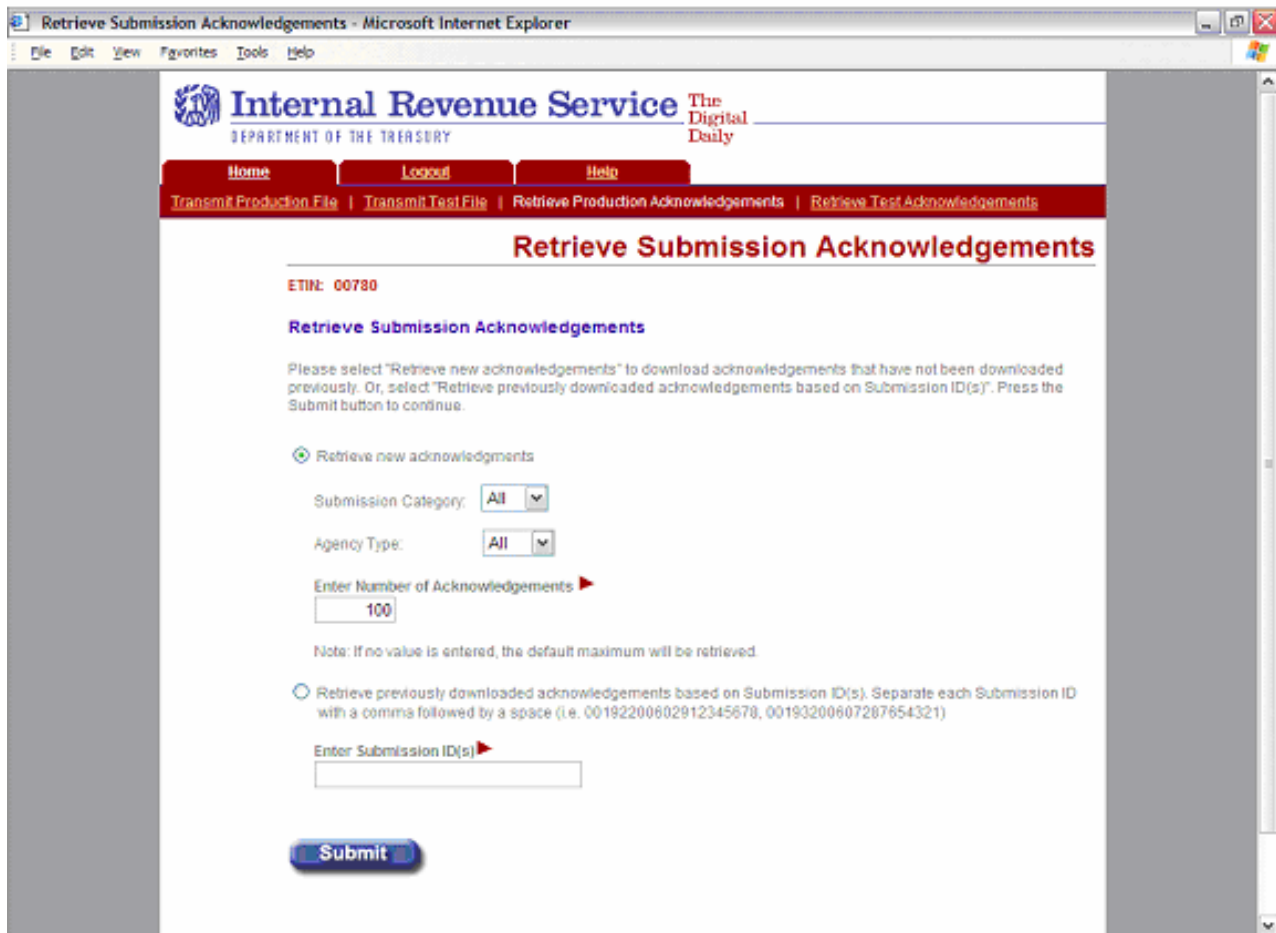 Retrieve Submission Acknowledgements - Microsoft Internet Explorer
File Edit View Favorites Tools Help
Internal Revenue Service
DEPARTMENT OF THE TREASURY
The
Digital
Daily
Home Logout Help
Transmit Production File | Transmit Test File | Retrieve Production Acknowledgements | Retrieve Test Acknowledgements
Retrieve Submission Acknowledgements
ETIN: 00780
Retrieve Submission Acknowledgements
Please select "Retrieve new acknowledgements" to download acknowledgements that have not been downloaded
previously. Or, select "Retrieve previously downloaded acknowledgements based on Submission ID(s)". Press the
Submit button to continue.
Retrieve new acknowledgments
Submission Category: All
Agency Type: All
Enter Number of Acknowledgements
100
Note: If no value is entered, the default maximum will be retrieved.
Retrieve previously downloaded acknowledgements based on Submission ID(s). Separate each Submission ID
with a comma followed by a space (i.e. 00192200602912345678, 00193200607287654321)
Enter Submission ID(s)
Submit